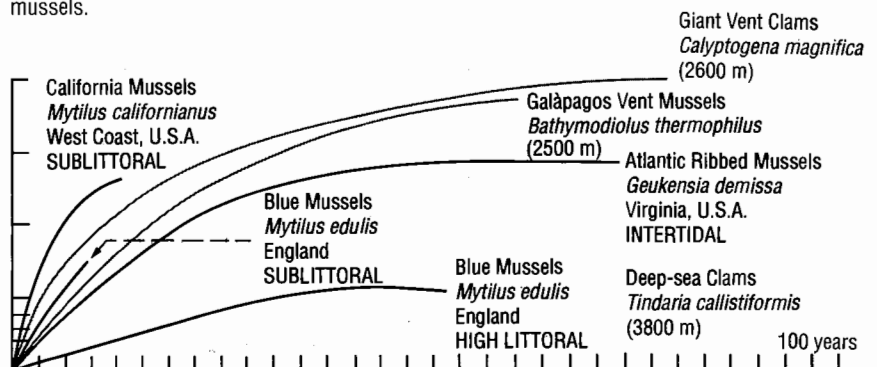 mussels.
Giant Vent Clams
Calyptogena magnifica
(2600 m)
California Mussels
Mytilus californianus
West Coast, U.S.A.
SUBLITTORAL
Galàpagos Vent Mussels
Bathymodiolus thermophilus
(2500 m)
Atlantic Ribbed Mussels
Geukensia demissa
Virginia, U.S.A.
INTERTIDAL
Blue Mussels
Mytilus edulis
England
SUBLITTORAL
Blue Mussels
Mytilus edulis
England
HIGH LITTORAL
Deep-sea Clams
Tindaria callistiformis
(3800 m)
100 years